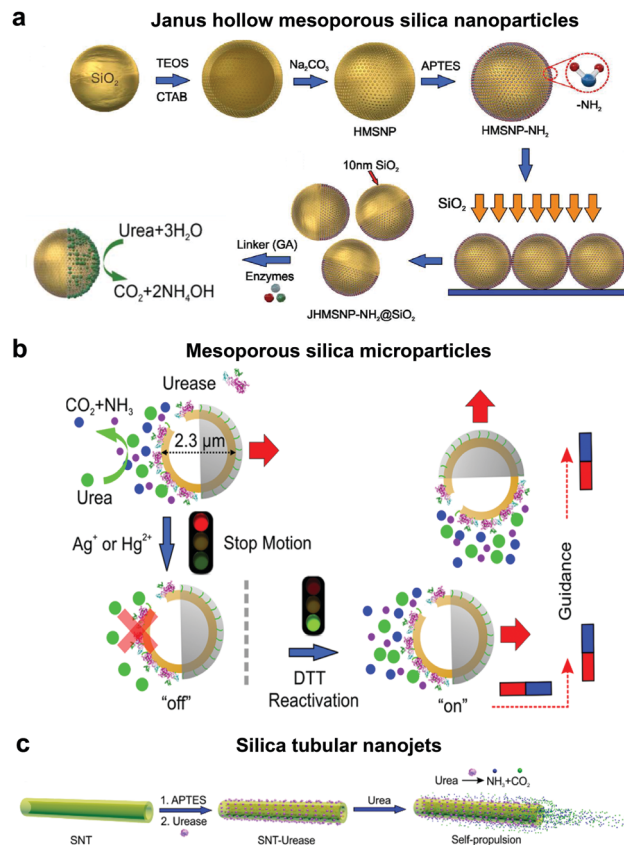 a
Janus hollow mesoporous silica nanoparticles
SiO₂
TEOS
CTAB
Na₂CO₃
HMSNP
APTES
HMSNP-NH₂
-NH₂
SiO₂
10nm SiO₂
JHMSNP-NH₂@SiO₂
Linker (GA)
Enzymes
Urea+3H₂O
CO₂+2NH₄OH
b
Mesoporous silica microparticles
Urease
CO₂+NH₃
2.3 µm
Urea
Ag⁺ or Hg²⁺
Stop Motion
"off"
DTT
Reactivation
"on"
Guidance
c
Silica tubular nanojets
SNT
1. APTES
2. Urease
SNT-Urease
Urea
Urea NH₃+CO₂
Self-propulsion